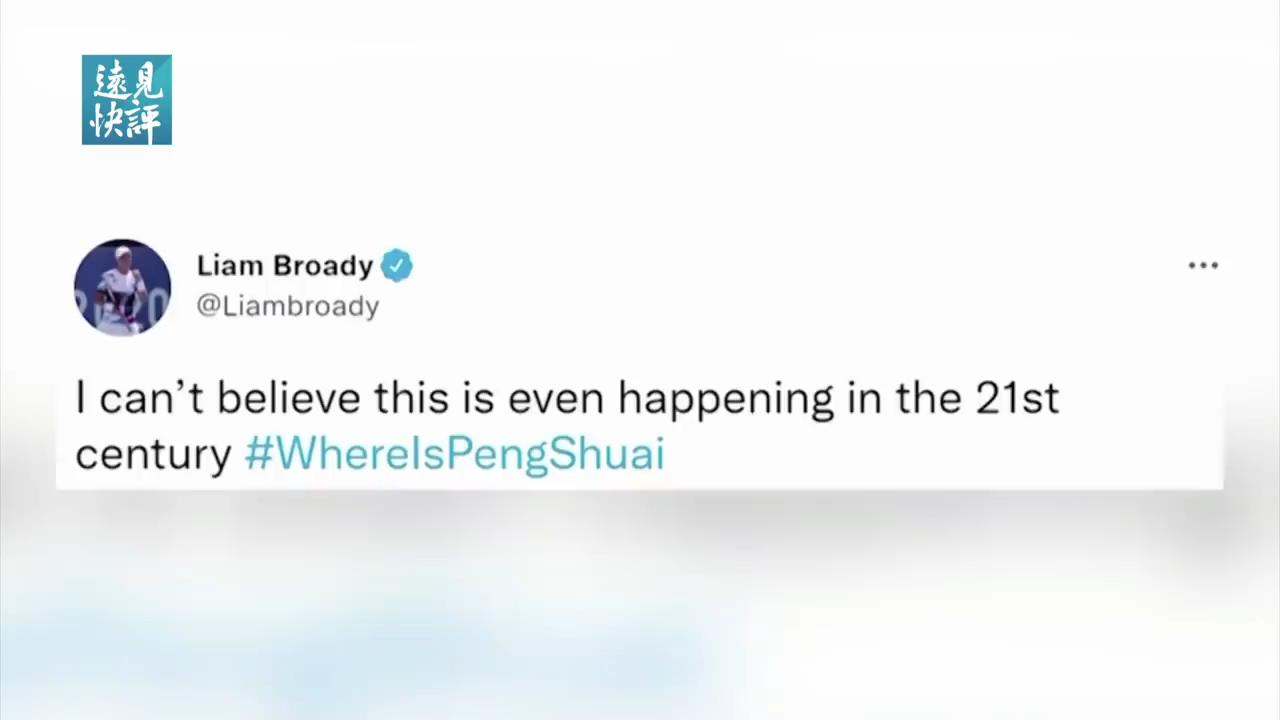 遠見
快評
Liam Broady
@Liambroady
I can’t believe this is even happening in the 21st
century #WhereIsPengShuai